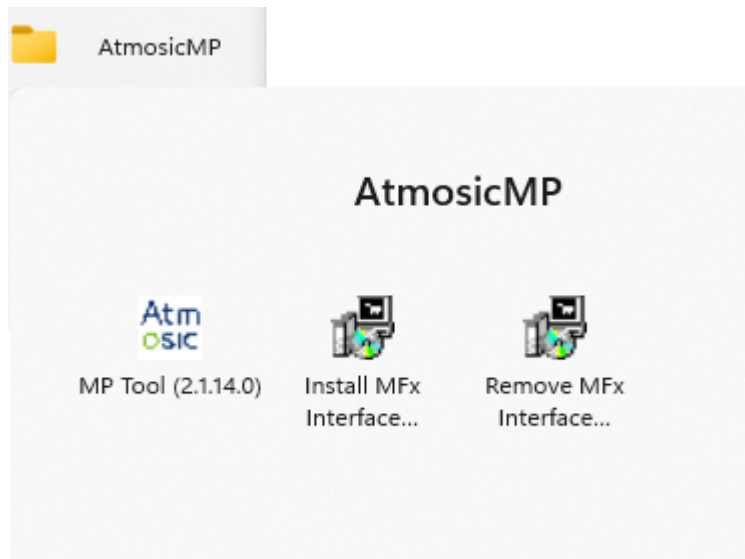 AtmosicMP
AtmosicMP
Atm
osic
MP Tool (2.1.14.0)
Install MFx
Interface...
Remove MFx
Interface...